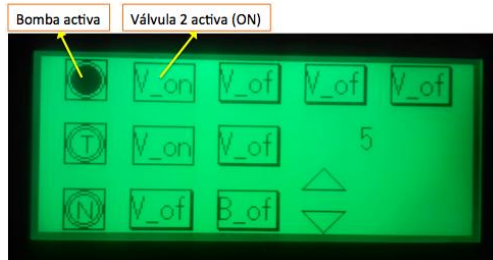 Bomba activa
Válvula 2 activa (ON)
V_on V_of V_of V_of
T V_on V_of 5
N V_of B_of